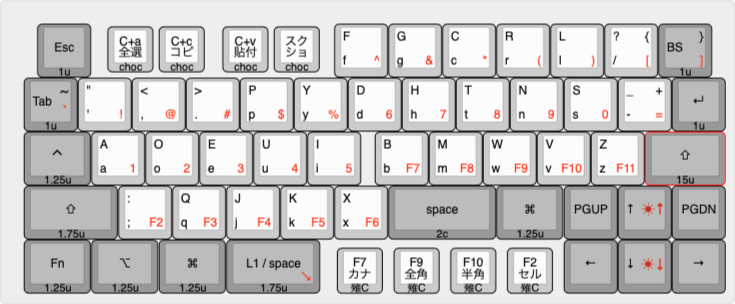 Esc 1u
C+a 全選 choc
C+c コピ choc
C+v 貼付 choc
スクショ choc
F f ^
G g &
C c *
R r (
L l )
? { / [
BS } ] 1u
Tab ~ ` 1u
" ' !
< , @
> . #
P p $
Y y %
D d 6
H h 7
T t 8
N n 9
S s 0
_ + - =
↵ 1u
^ 1.25u
A a 1
O o 2
E e 3
U u 4
I i 5
B b F7
M m F8
W w F9
V v F10
Z z F11
⇧ 15u
⇧ 1.75u
: ; F2
Q q F3
J j F4
K k F5
X x F6
space 2c
⌘ 1.25u
PGUP
↑ ☀↑
PGDN
Fn 1.25u
⌥ 1.25u
⌘ 1.25u
L1 / space ↘ 1.75u
F7 カナ 雉C
F9 全角 雉C
F10 半角 雉C
F2 セル 雉C
←
↓ ☀↓
→